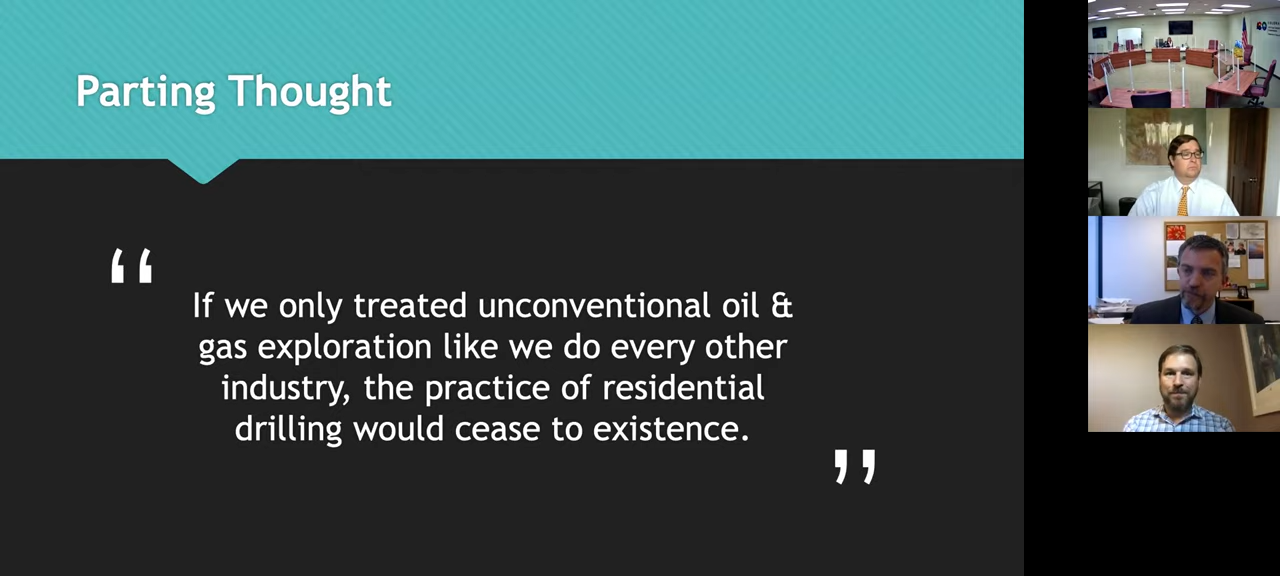 Parting Thought
“
If we only treated unconventional oil &
gas exploration like we do every other
industry, the practice of residential
drilling would cease to existence.
”